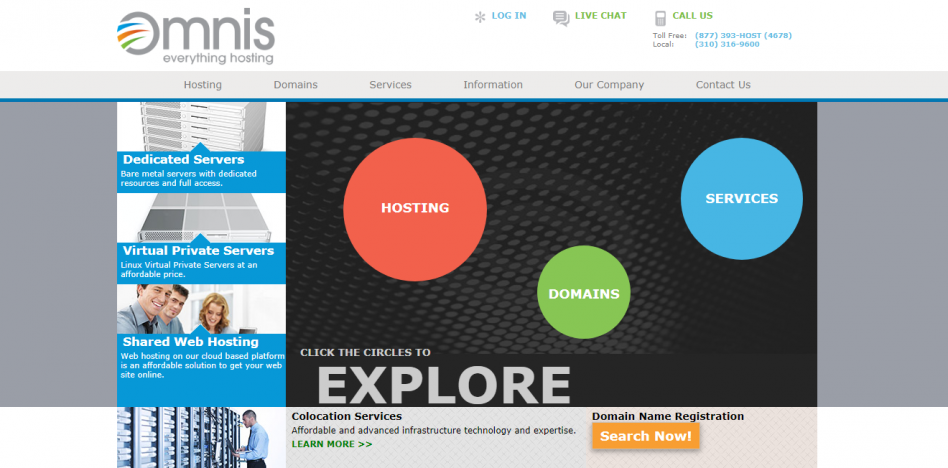 Omnis
everything hosting
LOG IN
LIVE CHAT
CALL US
Toll Free: (877) 393-HOST (4678)
Local: (310) 316-9600
Hosting Domains Services Information Our Company Contact Us
Dedicated Servers
Bare metal servers with dedicated
resources and full access.
Virtual Private Servers
Linux Virtual Private Servers at an
affordable price.
Shared Web Hosting
Web hosting on our cloud based platform
is an affordable solution to get your web
site online.
HOSTING
SERVICES
DOMAINS
CLICK THE CIRCLES TO
EXPLORE
Colocation Services
Affordable and advanced infrastructure technology and expertise.
LEARN MORE >>
Domain Name Registration
Search Now!